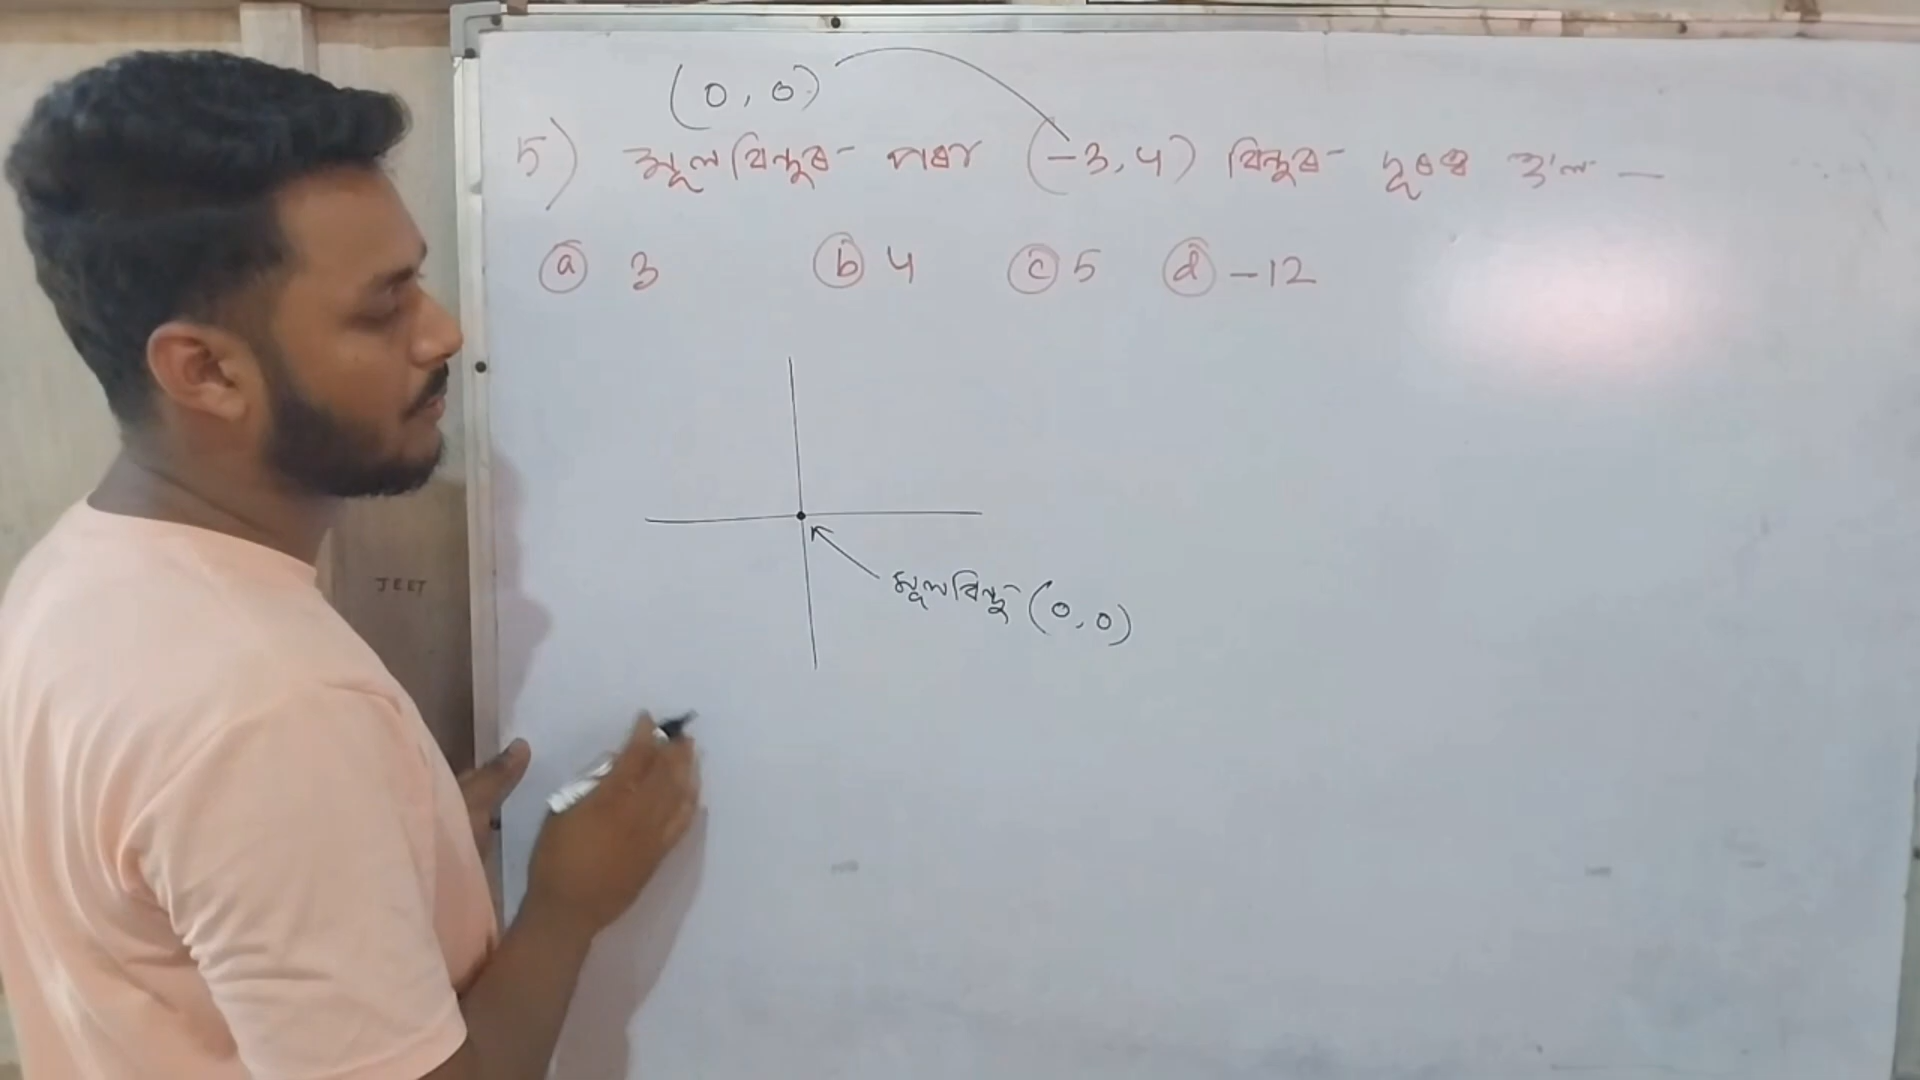 (0, 0)
5) মূলবিন্দুৰ পৰা (-3, 4) বিন্দুৰ দূৰত্ব হ'ল —
(a) 3 (b) 4 (c) 5 (d) -12
মূলবিন্দু (0, 0)
JEET